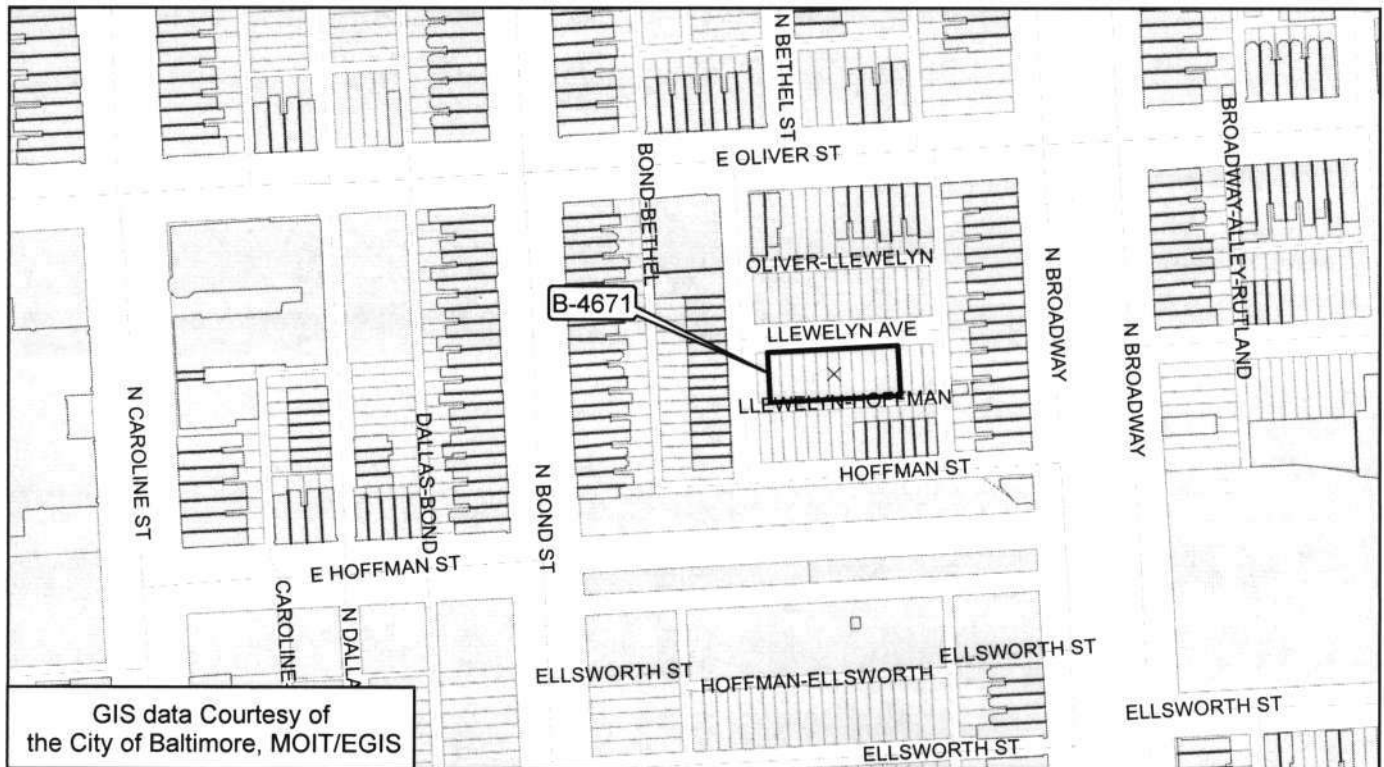 N BETHEL ST
E OLIVER ST
BOND-BETHEL
BROADWAY-ALLEY-RUTLAND
OLIVER-LLEWELYN
N BROADWAY
B-4671
LLEWELYN AVE
N BROADWAY
LLEWELYN-HOFFMAN
N CAROLINE ST
DALLAS-BOND
N BOND ST
HOFFMAN ST
E HOFFMAN ST
CAROLINE-
N DALLA
ELLSWORTH ST
HOFFMAN-ELLSWORTH
ELLSWORTH ST
ELLSWORTH ST
ELLSWORTH ST
GIS data Courtesy of
the City of Baltimore, MOIT/EGIS